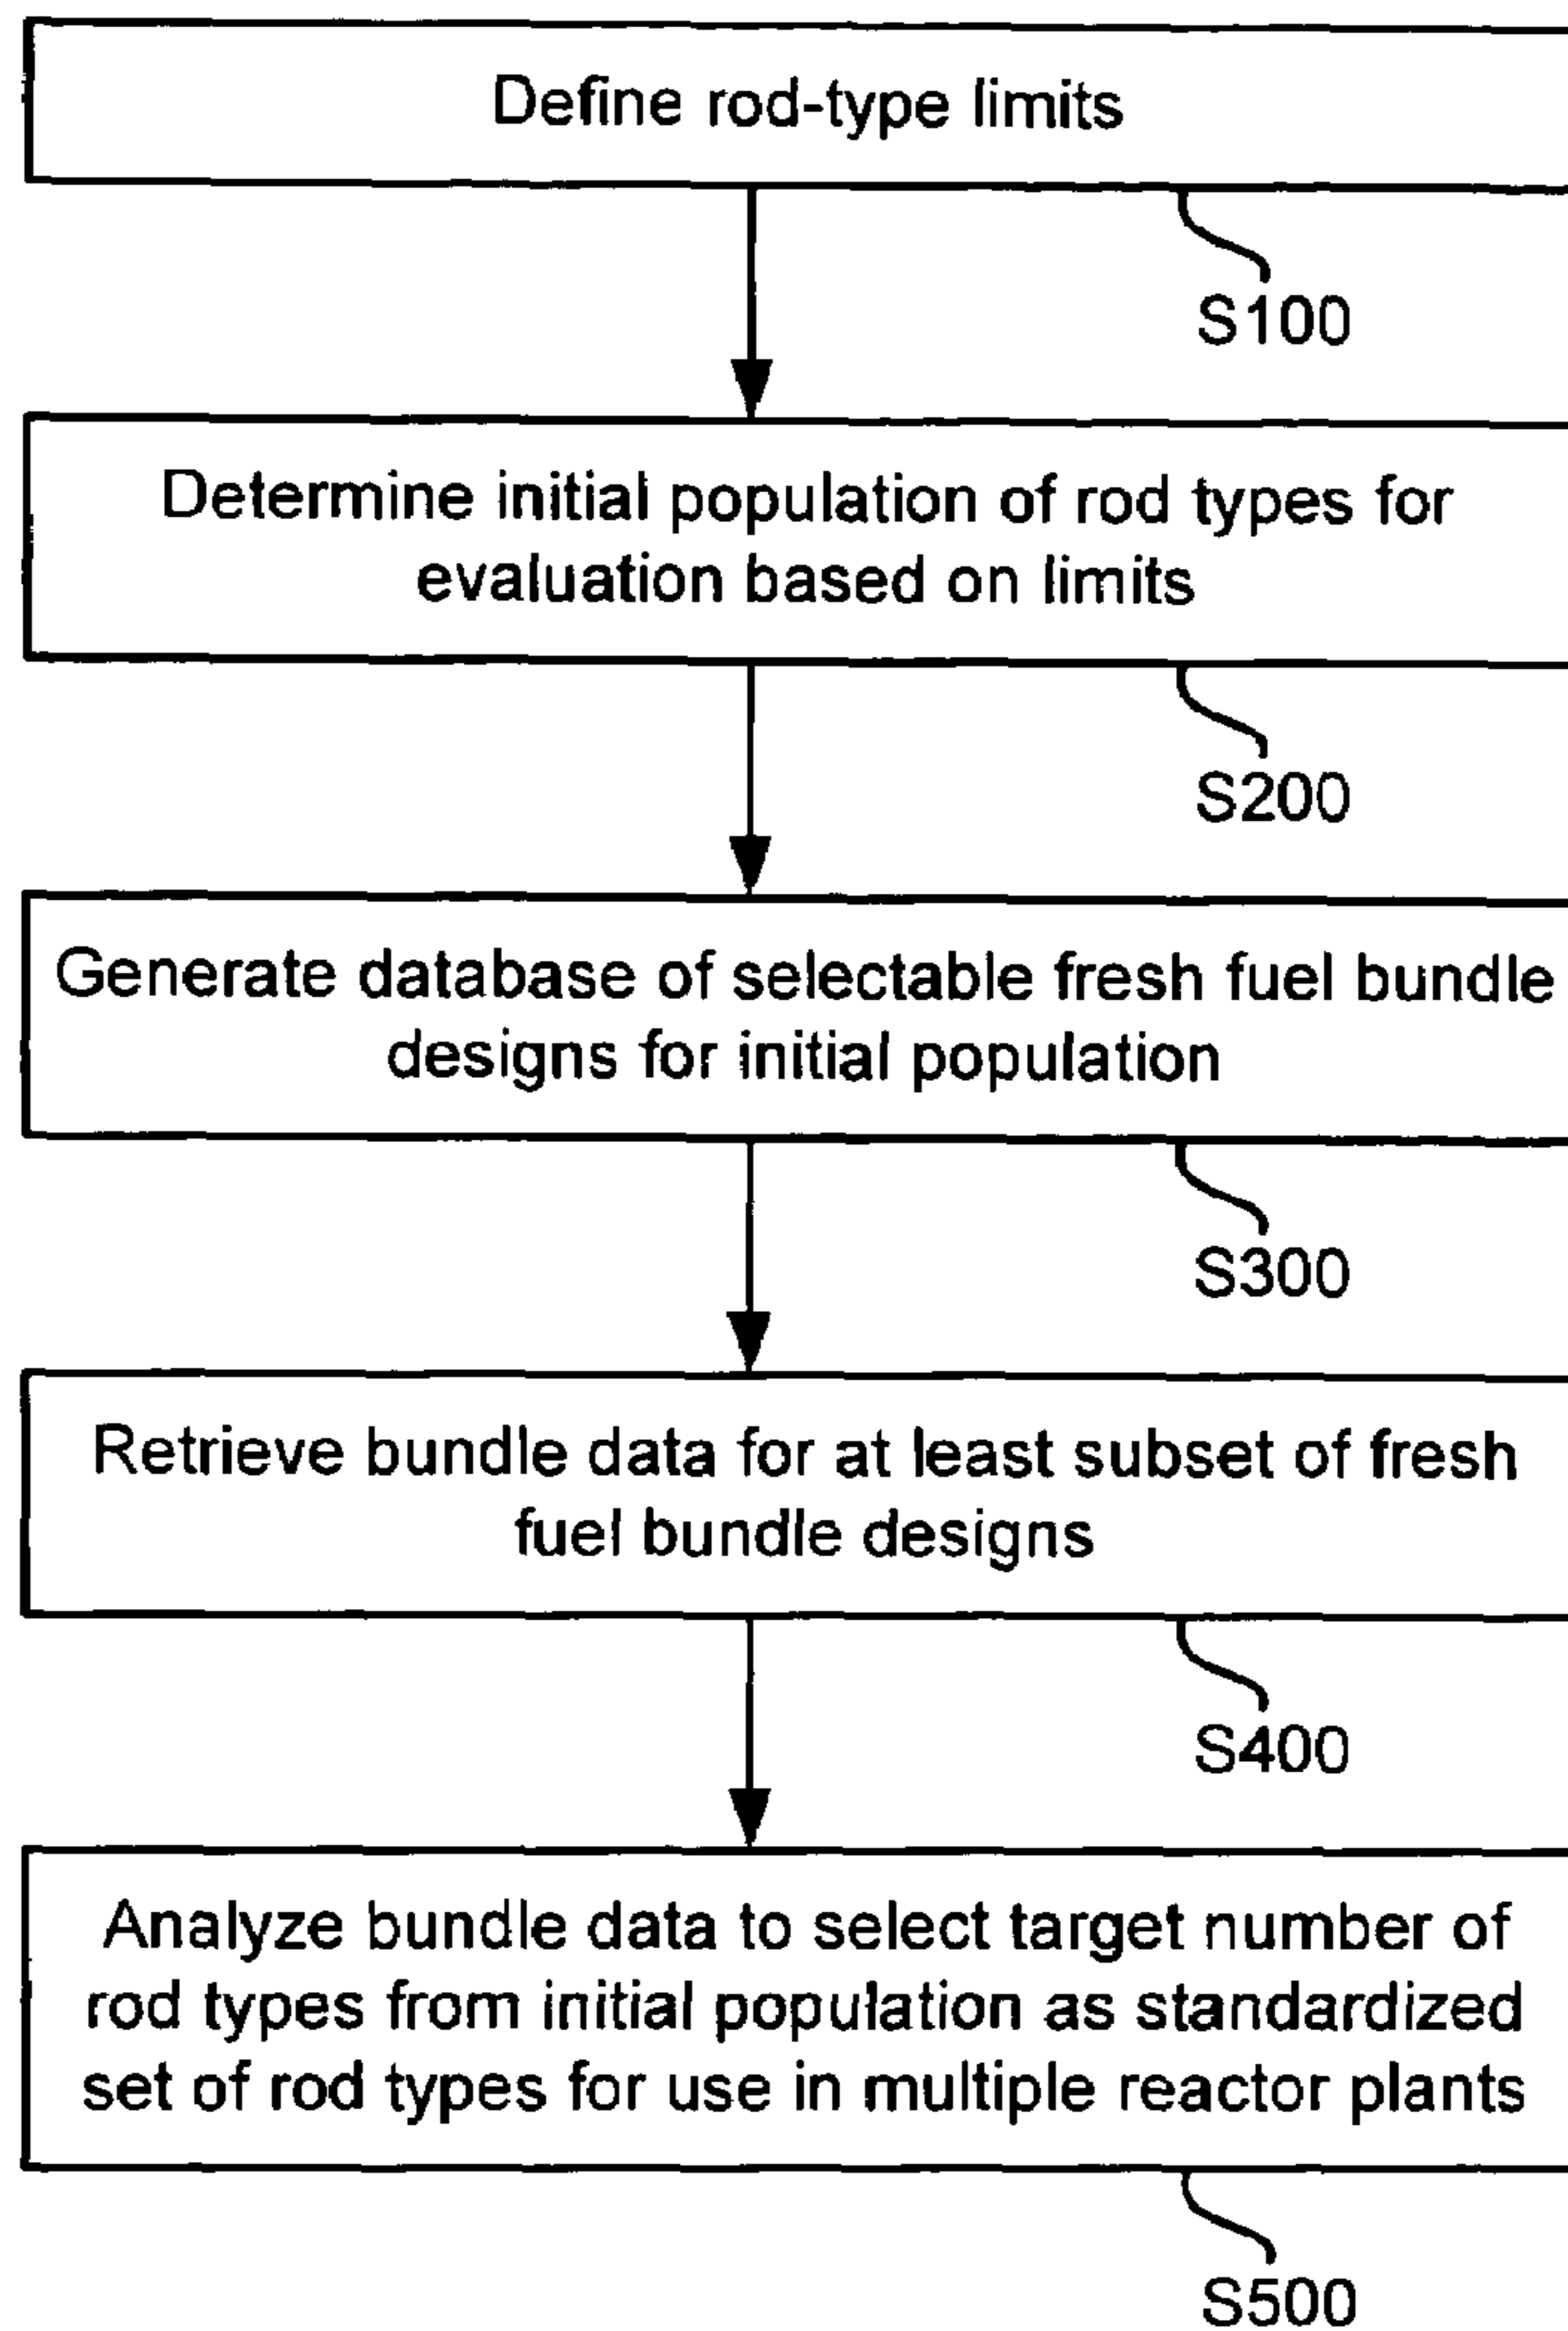 Define rod-type limits
S100
Determine initial population of rod types for
evaluation based on limits
S200
Generate database of selectable fresh fuel bundle
designs for initial population
S300
Retrieve bundle data for at least subset of fresh
fuel bundle designs
S400
Analyze bundle data to select target number of
rod types from initial population as standardized
set of rod types for use in multiple reactor plants
S500